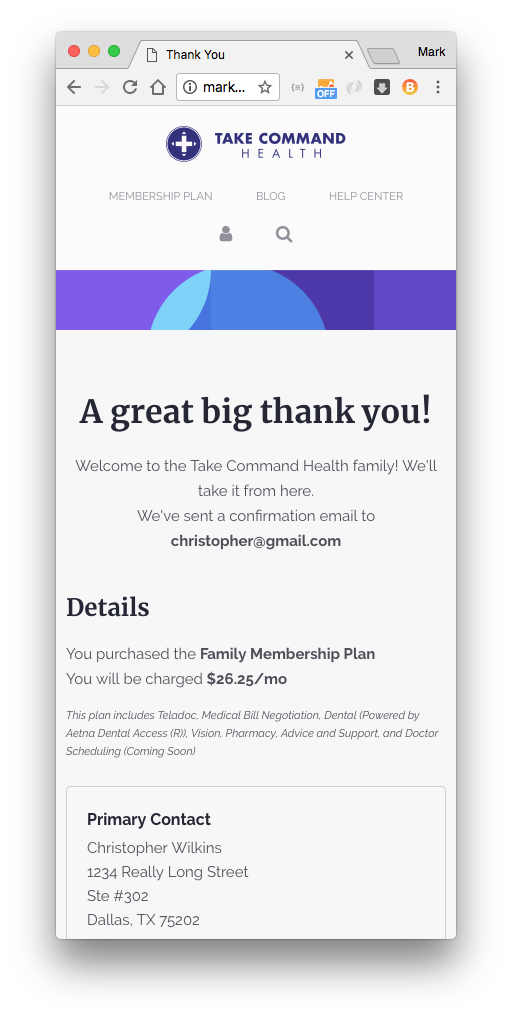 Thank You
Mark
mark...
OFF
TAKE COMMAND
HEALTH
MEMBERSHIP PLAN BLOG HELP CENTER
A great big thank you!
Welcome to the Take Command Health family! We'll
take it from here.
We've sent a confirmation email to
christopher@gmail.com
Details
You purchased the Family Membership Plan
You will be charged $26.25/mo
This plan includes Teladoc, Medical Bill Negotiation, Dental (Powered by
Aetna Dental Access (R)), Vision, Pharmacy, Advice and Support, and Doctor
Scheduling (Coming Soon)
Primary Contact
Christopher Wilkins
1234 Really Long Street
Ste #302
Dallas, TX 75202